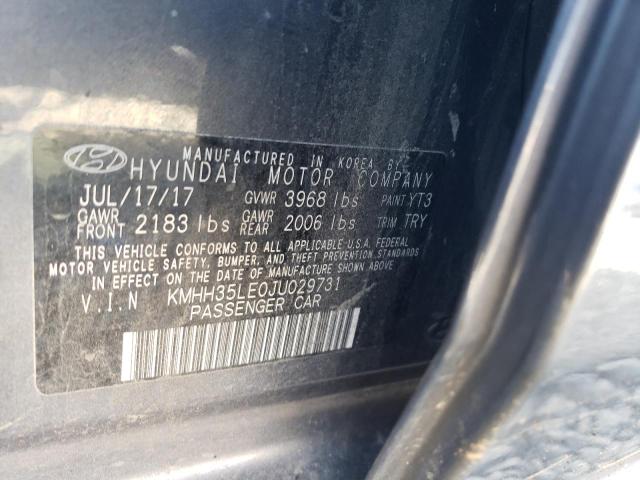 MANUFACTURED IN KOREA BY
HYUNDAI MOTOR COMPANY
JUL/17/17 GVWR 3968 lbs PAINT YT3
GAWR FRONT 2183 lbs GAWR REAR 2006 lbs TRIM TRY
THIS VEHICLE CONFORMS TO ALL APPLICABLE U.S.A. FEDERAL
MOTOR VEHICLE SAFETY, BUMPER, AND THEFT PREVENTION STANDARDS
IN EFFECT ON THE DATE OF MANUFACTURE SHOWN ABOVE.
V.I.N KMHH35LE0JU029731
PASSENGER CAR